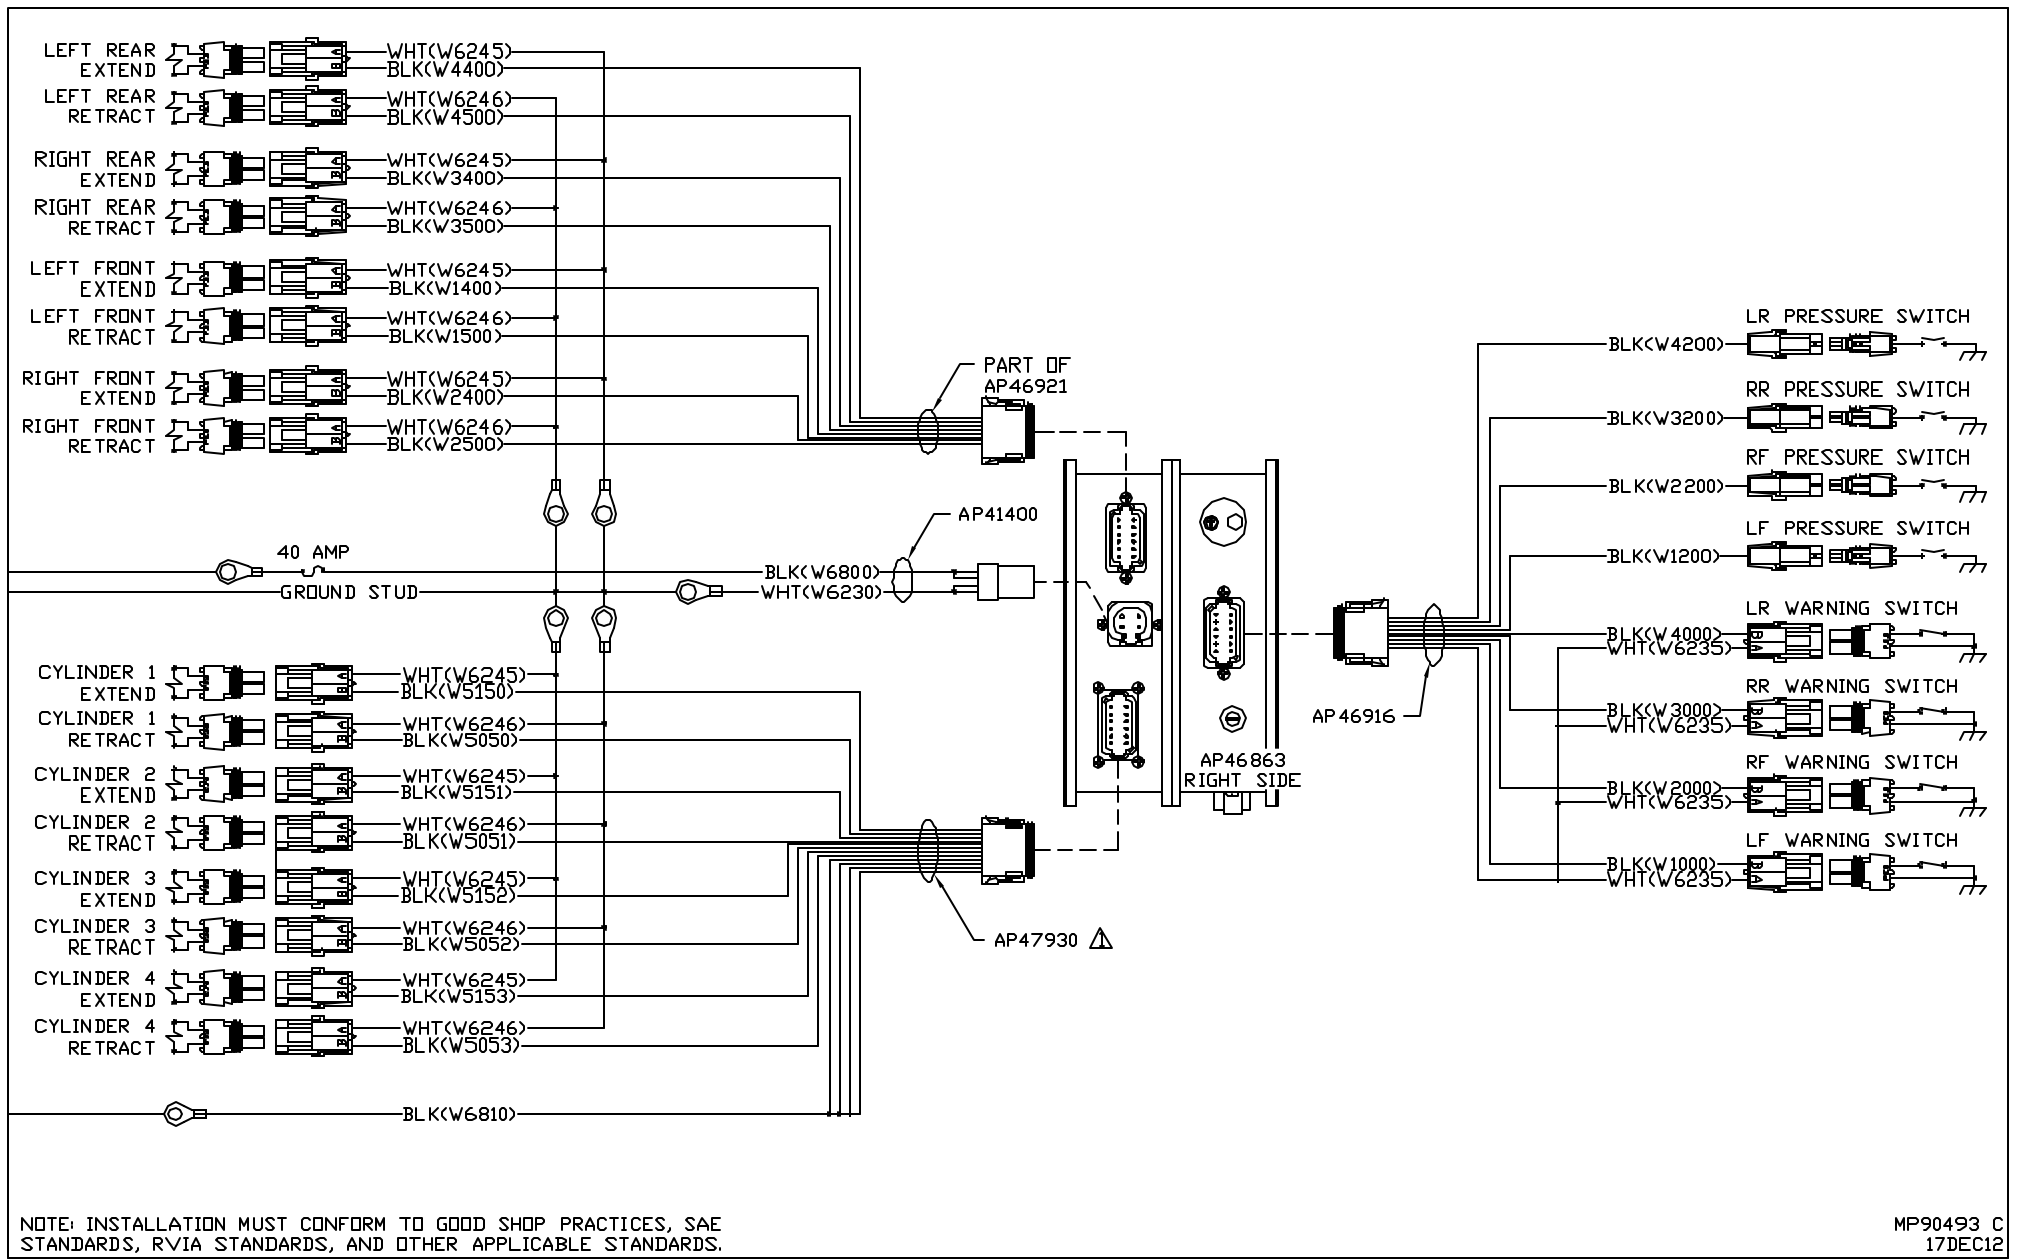 LEFT REAR
EXTEND
WHT(W6245)
BLK(W4400)
LEFT REAR
RETRACT
WHT(W6246)
BLK(W4500)
RIGHT REAR
EXTEND
WHT(W6245)
BLK(W3400)
RIGHT REAR
RETRACT
WHT(W6246)
BLK(W3500)
LEFT FRONT
EXTEND
WHT(W6245)
BLK(W1400)
LEFT FRONT
RETRACT
WHT(W6246)
BLK(W1500)
RIGHT FRONT
EXTEND
WHT(W6245)
BLK(W2400)
RIGHT FRONT
RETRACT
WHT(W6246)
BLK(W2500)
PART OF
AP46921
AP41400
40 AMP
BLK(W6800)
GROUND STUD
WHT(W6230)
CYLINDER 1
EXTEND
WHT(W6245)
BLK(W5150)
CYLINDER 1
RETRACT
WHT(W6246)
BLK(W5050)
CYLINDER 2
EXTEND
WHT(W6245)
BLK(W5151)
CYLINDER 2
RETRACT
WHT(W6246)
BLK(W5051)
CYLINDER 3
EXTEND
WHT(W6245)
BLK(W5152)
CYLINDER 3
RETRACT
WHT(W6246)
BLK(W5052)
CYLINDER 4
EXTEND
WHT(W6245)
BLK(W5153)
CYLINDER 4
RETRACT
WHT(W6246)
BLK(W5053)
BLK(W6810)
AP47930 1
AP46863
RIGHT SIDE
AP46916
LR PRESSURE SWITCH
BLK(W4200)
RR PRESSURE SWITCH
BLK(W3200)
RF PRESSURE SWITCH
BLK(W2200)
LF PRESSURE SWITCH
BLK(W1200)
LR WARNING SWITCH
BLK(W4000)
WHT(W6235)
RR WARNING SWITCH
BLK(W3000)
WHT(W6235)
RF WARNING SWITCH
BLK(W2000)
WHT(W6235)
LF WARNING SWITCH
BLK(W1000)
WHT(W6235)
NOTE: INSTALLATION MUST CONFORM TO GOOD SHOP PRACTICES, SAE
STANDARDS, RVIA STANDARDS, AND OTHER APPLICABLE STANDARDS.
MP90493 C
17DEC12